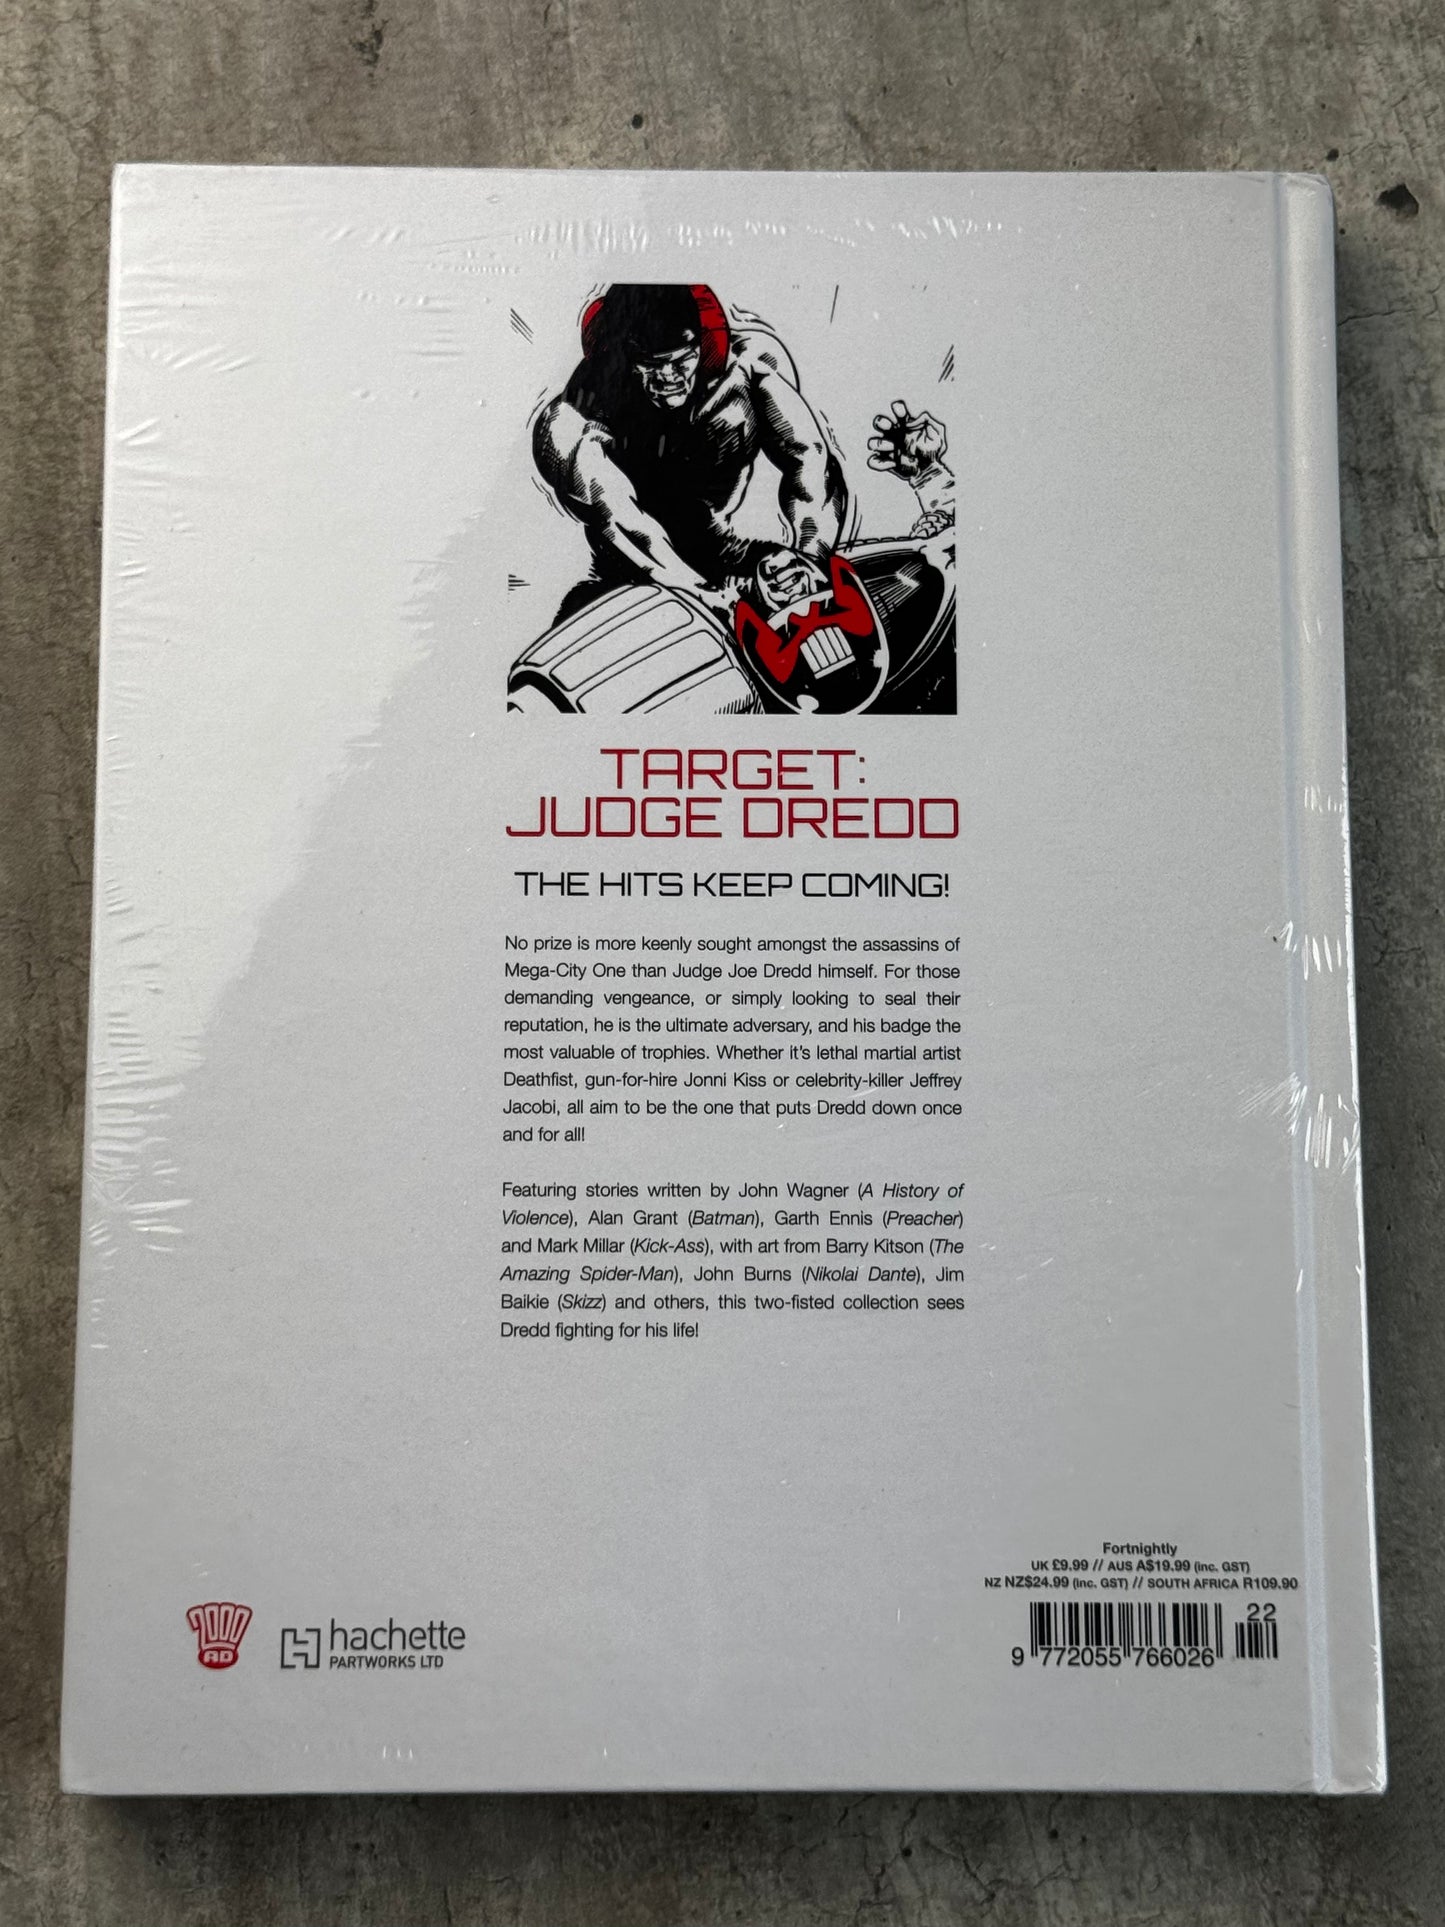 TARGET:
JUDGE DREDD
THE HITS KEEP COMING!
No prize is more keenly sought amongst the assassins of
Mega-City One than Judge Joe Dredd himself. For those
demanding vengeance, or simply looking to seal their
reputation, he is the ultimate adversary, and his badge the
most valuable of trophies. Whether it's lethal martial artist
Deathfist, gun-for-hire Jonni Kiss or celebrity-killer Jeffrey
Jacobi, all aim to be the one that puts Dredd down once
and for all!
Featuring stories written by John Wagner (A History of
Violence), Alan Grant (Batman), Garth Ennis (Preacher)
and Mark Millar (Kick-Ass), with art from Barry Kitson (The
Amazing Spider-Man), John Burns (Nikolai Dante), Jim
Baikie (Skizz) and others, this two-fisted collection sees
Dredd fighting for his life!
Fortnightly
UK £9.99 // AUS A$19.99 (inc. GST)
NZ NZ$24.99 (inc. GST) // SOUTH AFRICA R109.90
22
9 772055 766026
2000
AD
hachette
PARTWORKS LTD